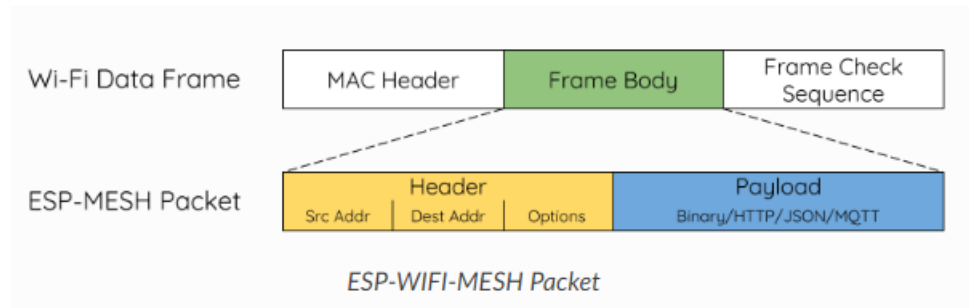 Wi-Fi Data Frame
MAC Header
Frame Body
Frame Check
Sequence
ESP-MESH Packet
Header
Src Addr
Dest Addr
Options
Payload
Binary/HTTP/JSON/MQTT
ESP-WIFI-MESH Packet